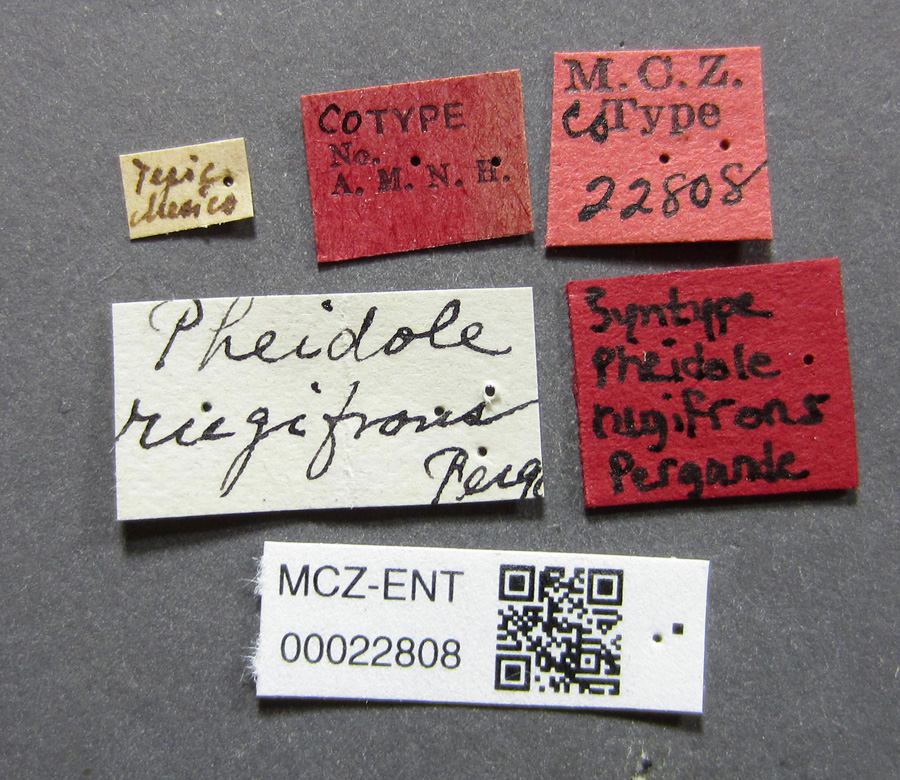 Tepic.
Mexico
COTYPE
No.
A. M. N. H.
M. C. Z.
CoType
22808
Pheidole
rugifrons
Perg
Syntype
Pheidole
rugifrons
Pergande
MCZ-ENT
00022808